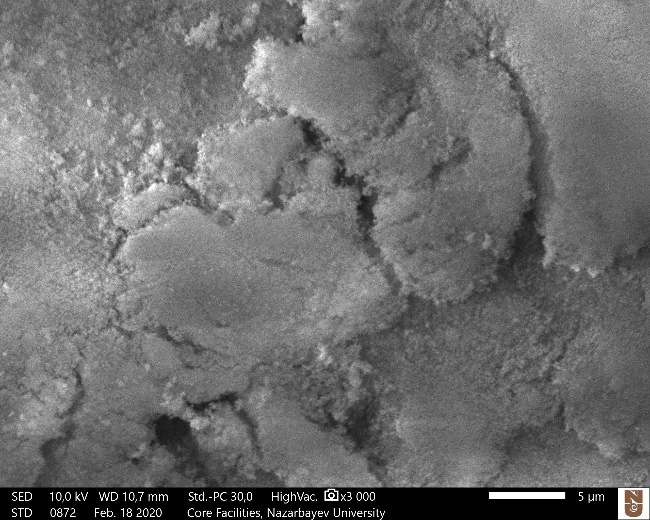 SED 10,0 kV WD 10,7 mm Std.-PC 30,0 HighVac. x3 000 5 µm
STD 0872 Feb. 18 2020 Core Facilities, Nazarbayev University